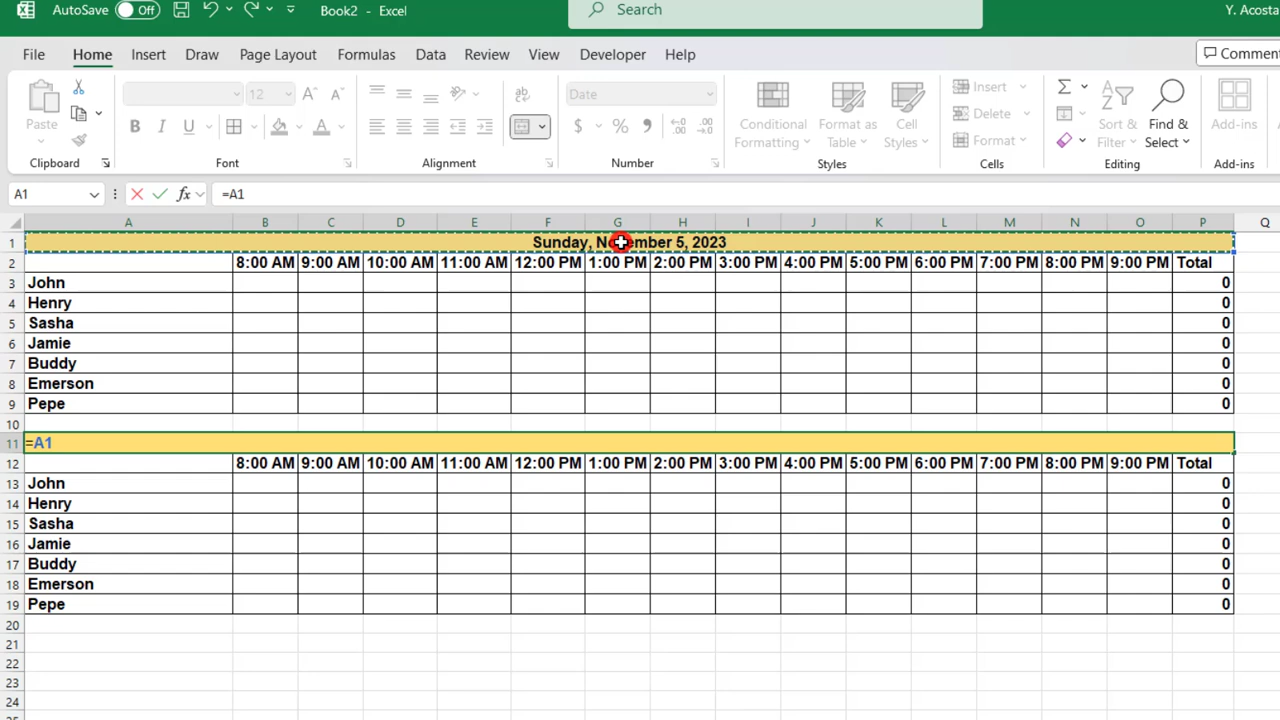 AutoSave Off Book2 - Excel Search Y. Acosta
File Home Insert Draw Page Layout Formulas Data Review View Developer Help Comment
Paste 12 Date Conditional Formatting Format as Table Cell Styles Insert Delete Format Sort & Filter Find & Select Add-ins
B I U $ %
Clipboard Font Alignment Number Styles Cells Editing Add-ins
A1 fx =A1
A B C D E F G H I J K L M N O P Q
1 Sunday, November 5, 2023
2 8:00 AM 9:00 AM 10:00 AM 11:00 AM 12:00 PM 1:00 PM 2:00 PM 3:00 PM 4:00 PM 5:00 PM 6:00 PM 7:00 PM 8:00 PM 9:00 PM Total
3 John 0
4 Henry 0
5 Sasha 0
6 Jamie 0
7 Buddy 0
8 Emerson 0
9 Pepe 0
10
11 =A1
12 8:00 AM 9:00 AM 10:00 AM 11:00 AM 12:00 PM 1:00 PM 2:00 PM 3:00 PM 4:00 PM 5:00 PM 6:00 PM 7:00 PM 8:00 PM 9:00 PM Total
13 John 0
14 Henry 0
15 Sasha 0
16 Jamie 0
17 Buddy 0
18 Emerson 0
19 Pepe 0
20
21
22
23
24